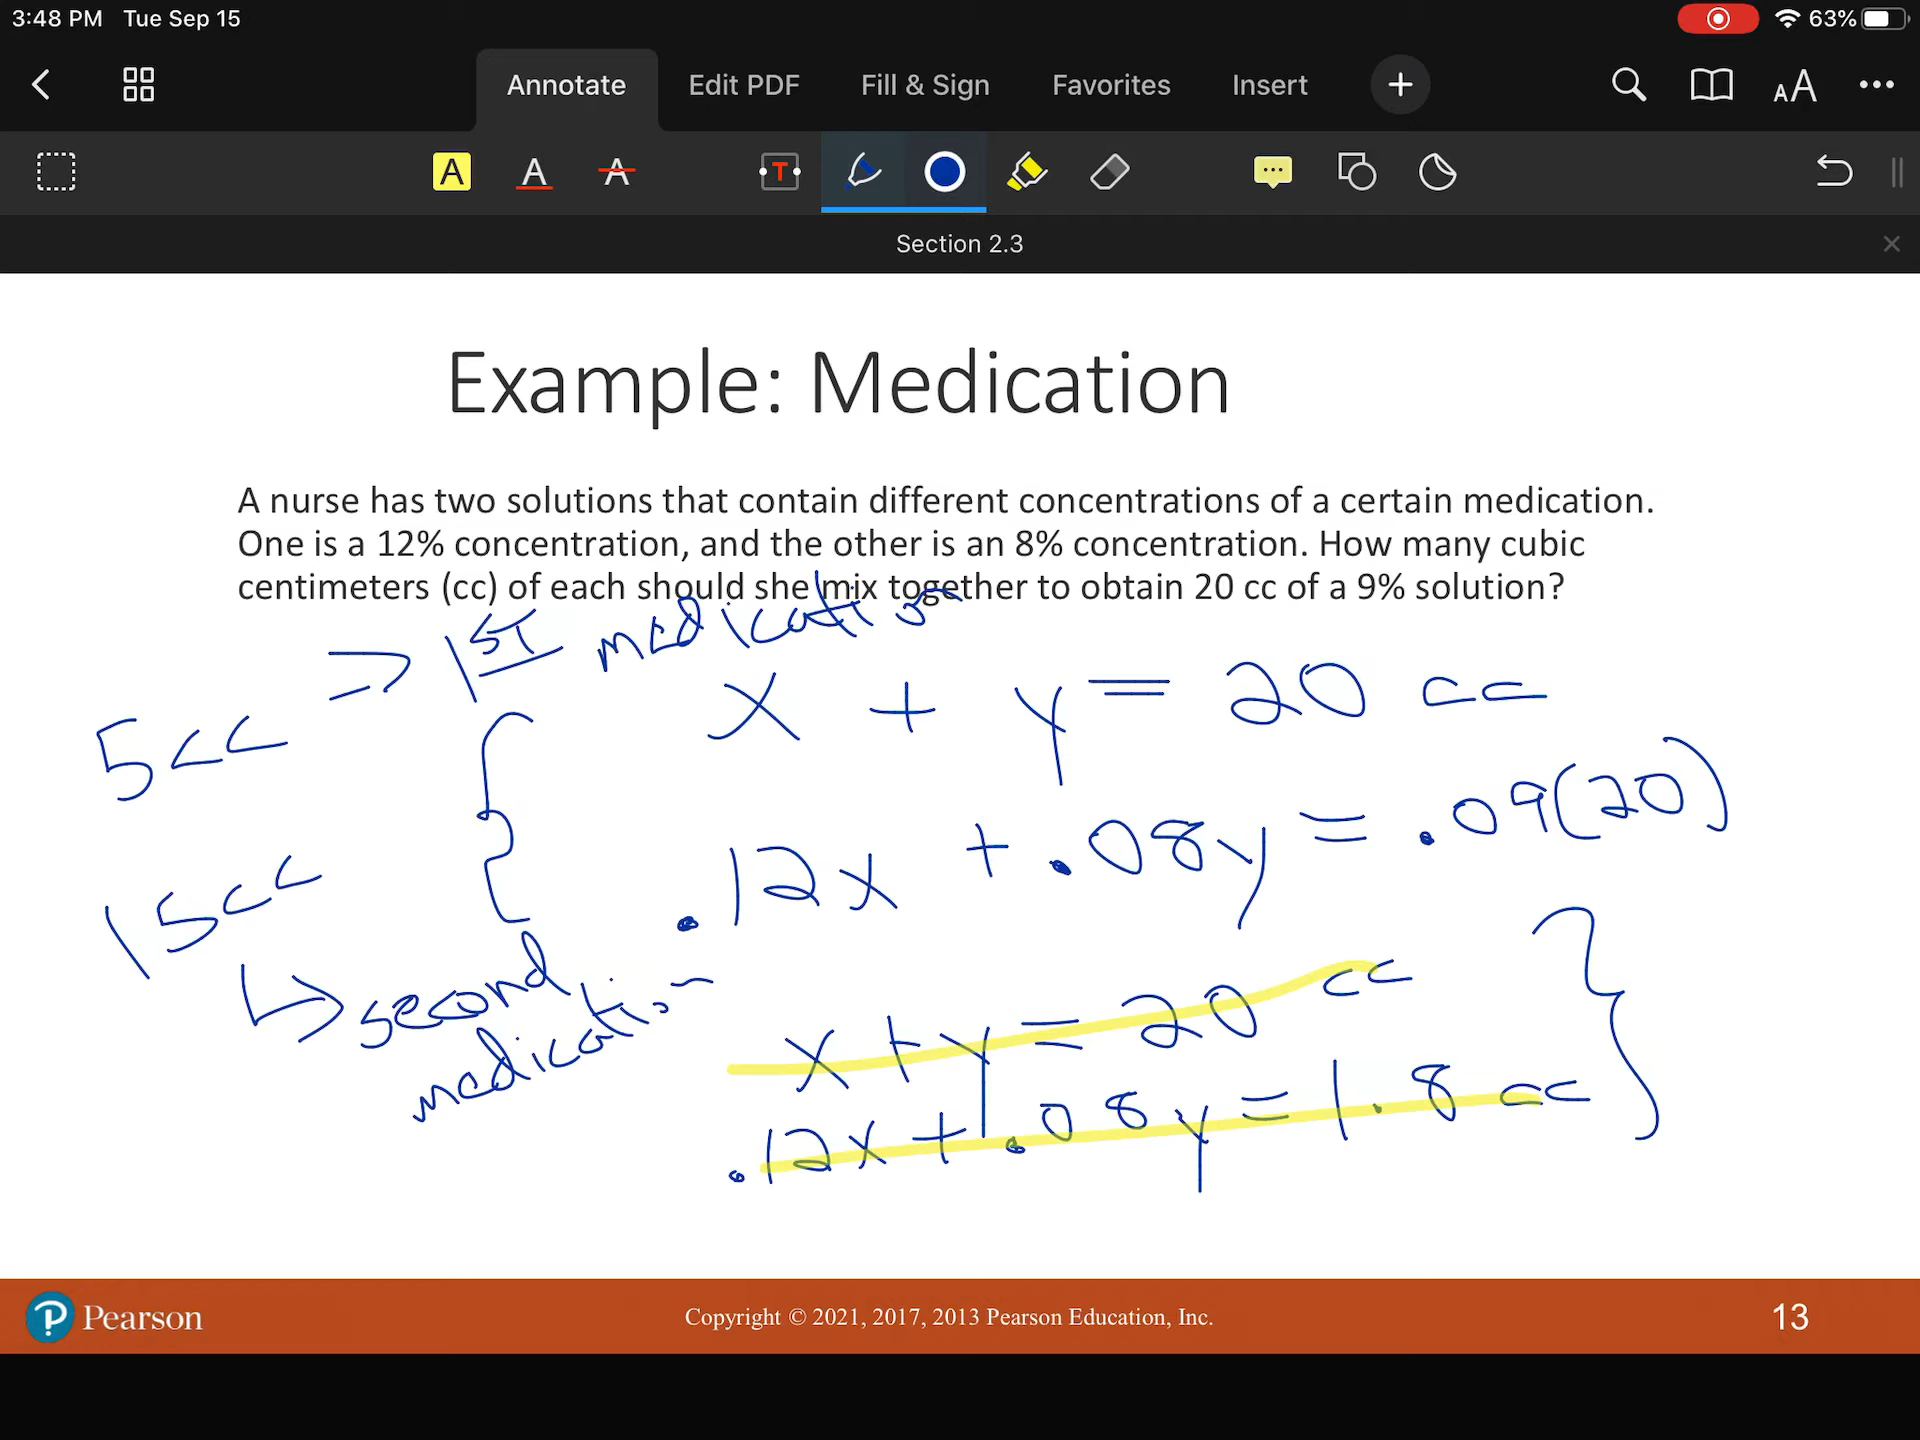 3:48 PM Tue Sep 15
63%
Annotate Edit PDF Fill & Sign Favorites Insert
AA
A A A T
Section 2.3
Example: Medication
A nurse has two solutions that contain different concentrations of a certain medication.
One is a 12% concentration, and the other is an 8% concentration. How many cubic
centimeters (cc) of each should she mix together to obtain 20 cc of a 9% solution?
1ST medication
x + y = 20 cc
5cc
.12x + .08y = .09(20)
15cc
second
medication
x + y = 20 cc
.12x + .08y = 1.8 cc
P Pearson
Copyright © 2021, 2017, 2013 Pearson Education, Inc.
13